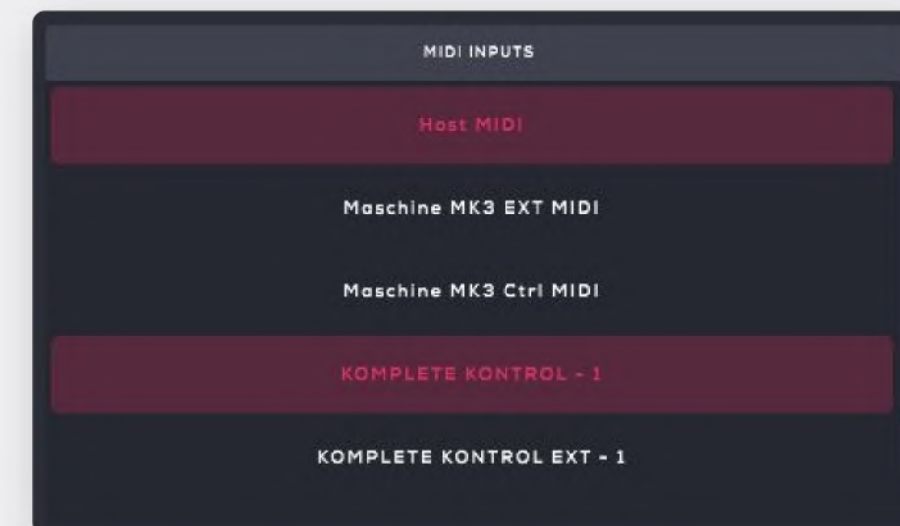 MIDI INPUTS
Host MIDI
Maschine MK3 EXT MIDI
Maschine MK3 Ctrl MIDI
KOMPLETE KONTROL - 1
KOMPLETE KONTROL EXT - 1